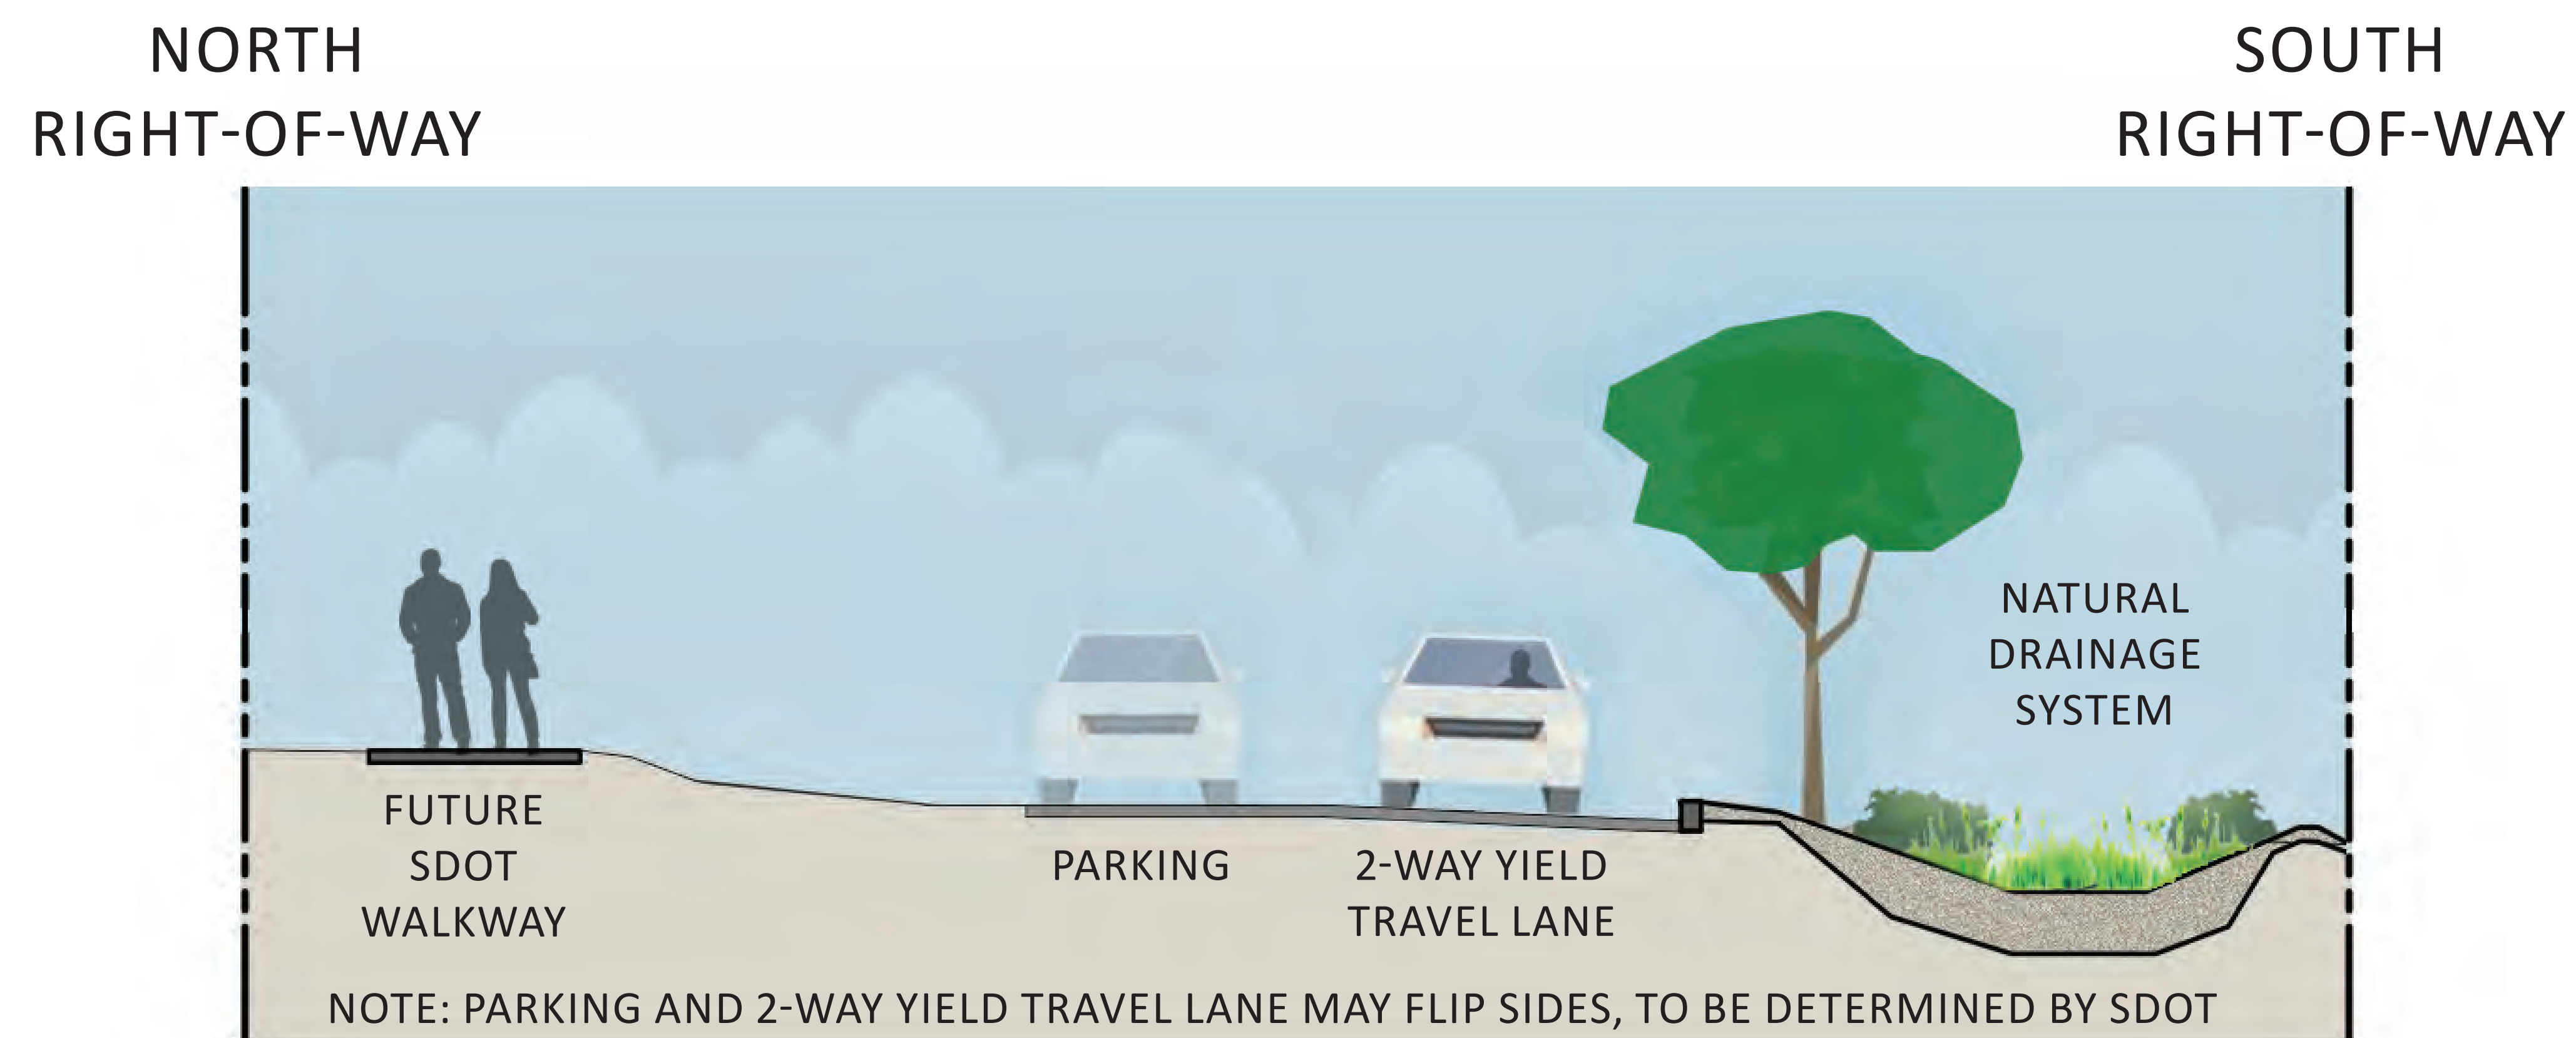 NORTH
RIGHT-OF-WAY
SOUTH
RIGHT-OF-WAY
NATURAL
DRAINAGE
SYSTEM
FUTURE
SDOT
WALKWAY
PARKING
2-WAY YIELD
TRAVEL LANE
NOTE: PARKING AND 2-WAY YIELD TRAVEL LANE MAY FLIP SIDES, TO BE DETERMINED BY SDOT